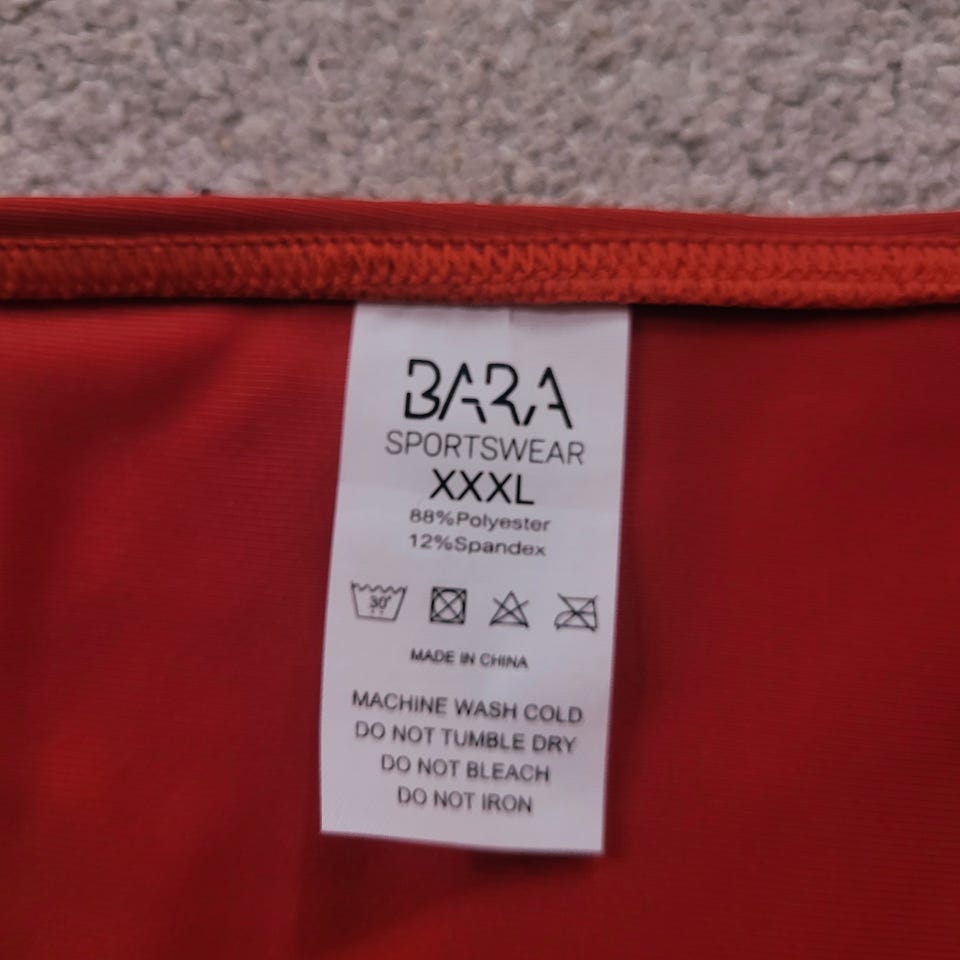 BARA
SPORTSWEAR
XXXL
88%Polyester
12%Spandex
30°
MADE IN CHINA
MACHINE WASH COLD
DO NOT TUMBLE DRY
DO NOT BLEACH
DO NOT IRON